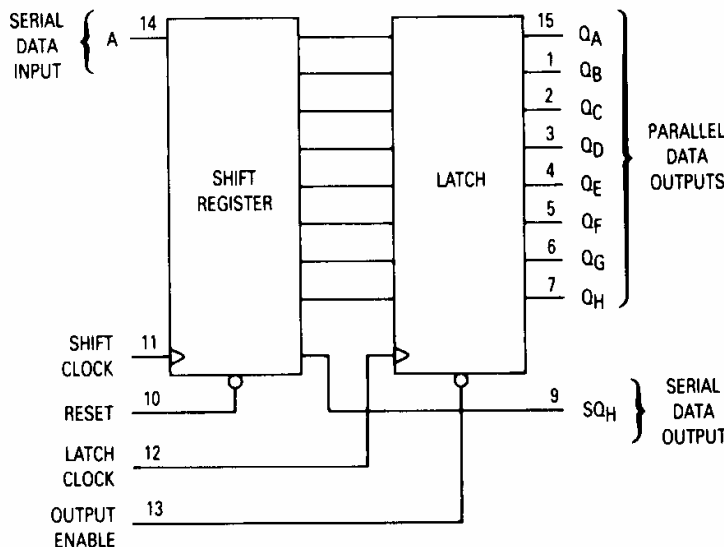 SERIAL
DATA
INPUT
A
14
SHIFT
REGISTER
LATCH
15 QA
1 QB
2 QC
3 QD
4 QE
5 QF
6 QG
7 QH
PARALLEL
DATA
OUTPUTS
SHIFT
CLOCK
11
RESET
10
LATCH
CLOCK
12
OUTPUT
ENABLE
13
9 SQH
SERIAL
DATA
OUTPUT